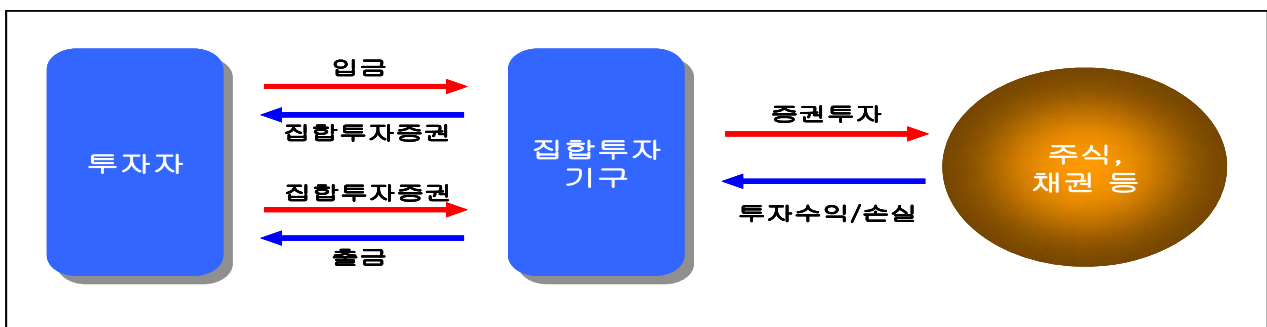 투자자
입금
집합투자증권
집합투자증권
출금
집합투자
기구
증권투자
투자수익/손실
주식,
채권 등